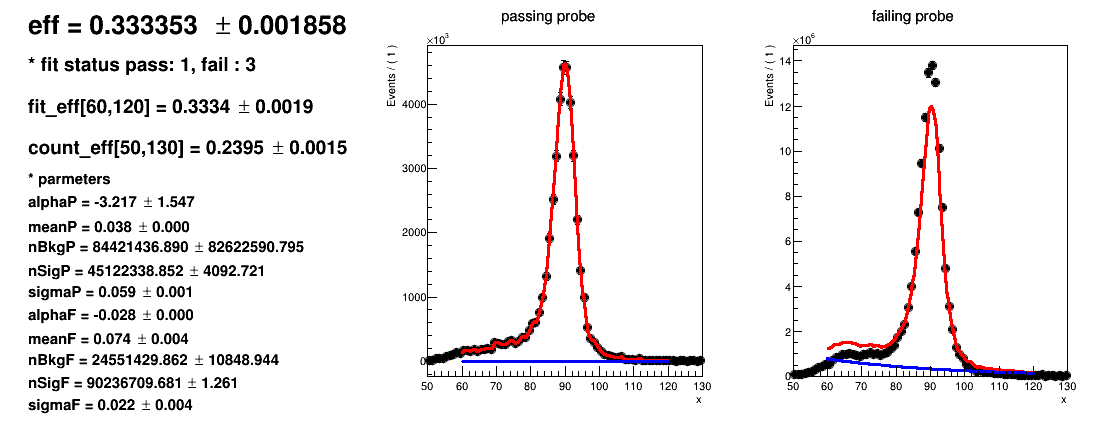 eff = 0.333353 ± 0.001858
* fit status pass: 1, fail : 3
fit_eff[60,120] = 0.3334 ± 0.0019
count_eff[50,130] = 0.2395 ± 0.0015
* parmeters
alphaP = -3.217 ± 1.547
meanP = 0.038 ± 0.000
nBkgP = 84421436.890 ± 82622590.795
nSigP = 45122338.852 ± 4092.721
sigmaP = 0.059 ± 0.001
alphaF = -0.028 ± 0.000
meanF = 0.074 ± 0.004
nBkgF = 24551429.862 ± 10848.944
nSigF = 90236709.681 ± 1.261
sigmaF = 0.022 ± 0.004
passing probe
×10³
Events / ( 1 )
4000
3000
2000
1000
0
50 60 70 80 90 100 110 120 130
x
failing probe
×10⁶
Events / ( 1 )
14
12
10
8
6
4
2
0
50 60 70 80 90 100 110 120 130
x